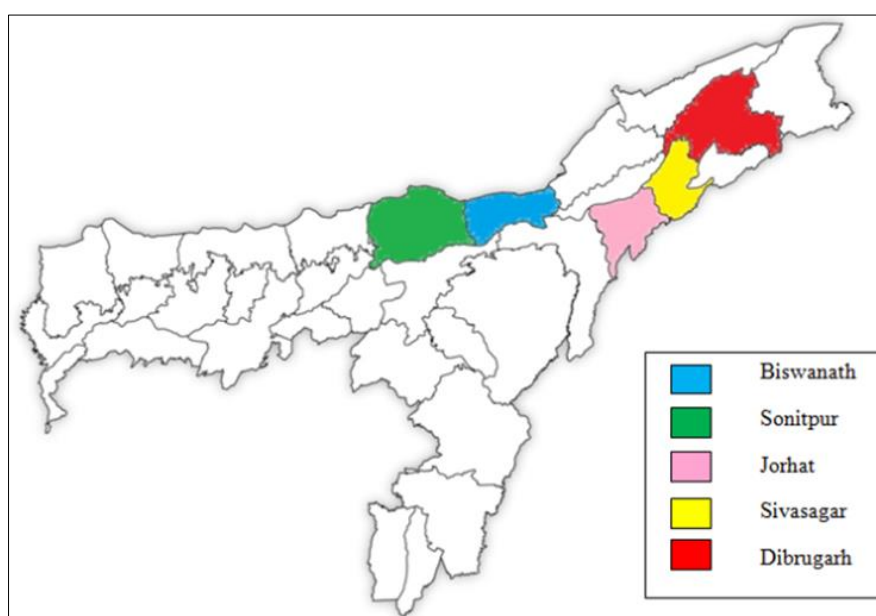 Biswanath
Sonitpur
Jorhat
Sivasagar
Dibrugarh